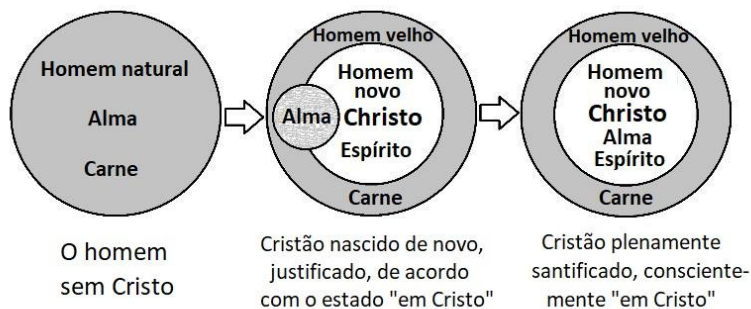 Homem natural
Alma
Carne
O homem
sem Cristo
Homem velho
Homem
novo
Alma
Christo
Espírito
Carne
Cristão nascido de novo,
justificado, de acordo
com o estado "em Cristo"
Homem velho
Homem
novo
Christo
Alma
Espírito
Carne
Cristão plenamente
santificado, consciente-
mente "em Cristo"